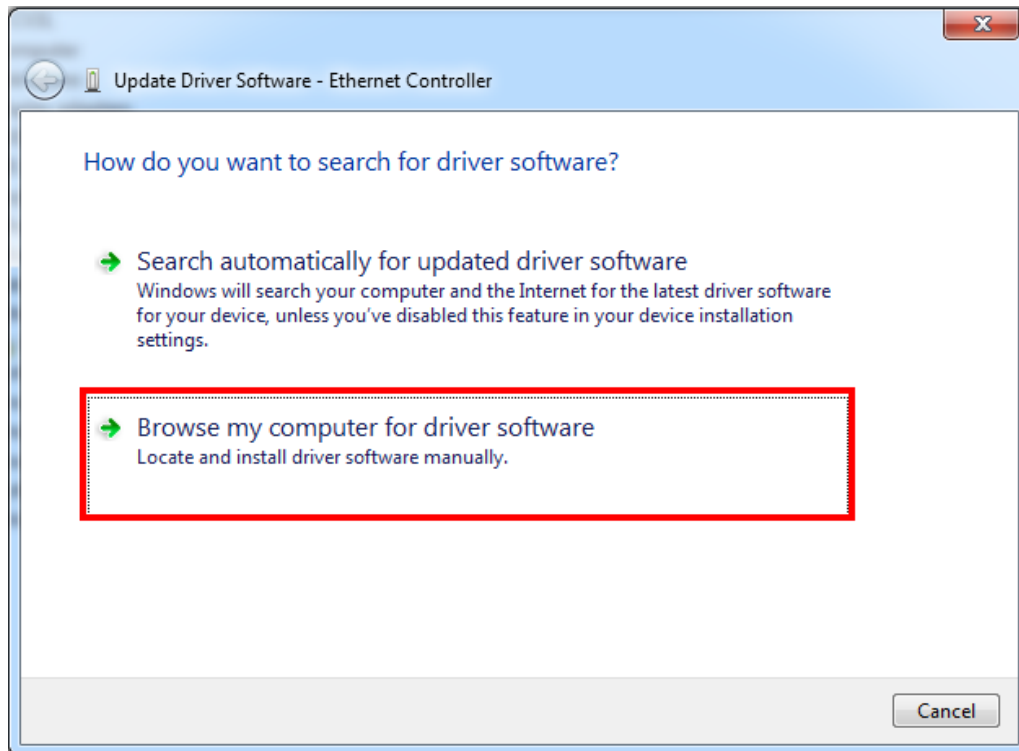 Update Driver Software - Ethernet Controller
How do you want to search for driver software?
Search automatically for updated driver software
Windows will search your computer and the Internet for the latest driver software
for your device, unless you've disabled this feature in your device installation
settings.
Browse my computer for driver software
Locate and install driver software manually.
Cancel